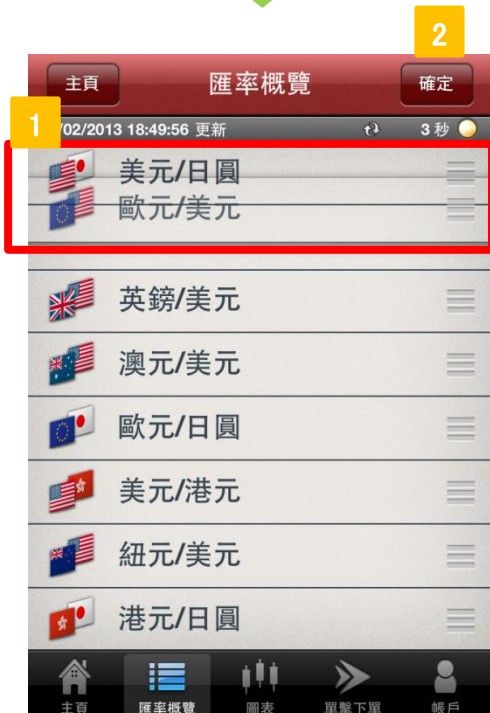 2
主頁 匯率概覽 確定
1 /02/2013 18:49:56 更新 3 秒
美元/日圓
歐元/美元
英鎊/美元
澳元/美元
歐元/日圓
美元/港元
紐元/美元
港元/日圓
主頁 匯率概覽 圖表 單擊下單 帳戶